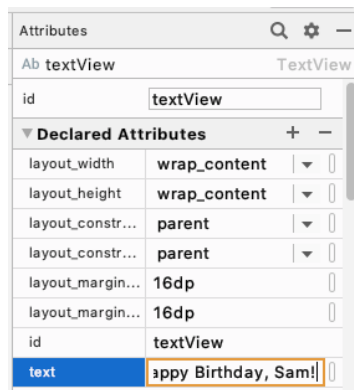 Attributes
Ab textView TextView
id textView
Declared Attributes
layout_width wrap_content
layout_height wrap_content
layout_constr... parent
layout_constr... parent
layout_margin... 16dp
layout_margin... 16dp
id textView
text appy Birthday, Sam!